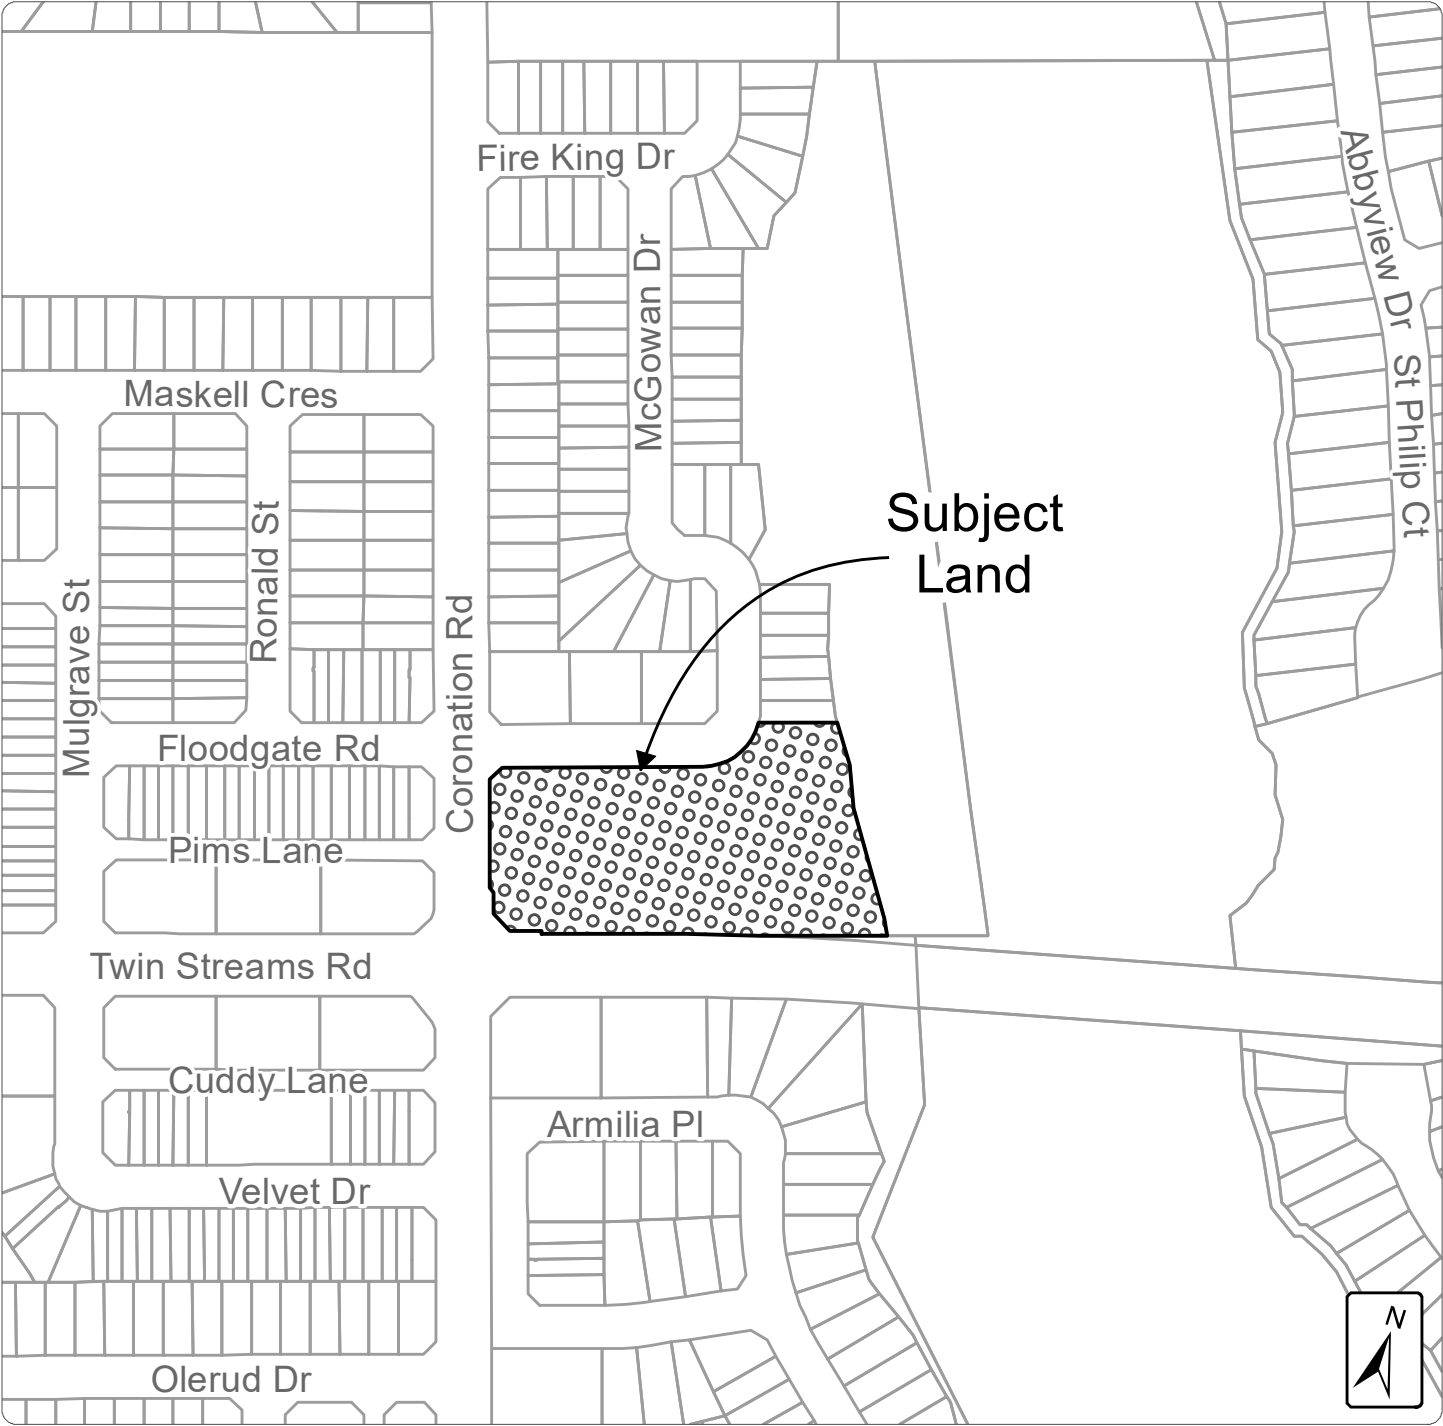 Fire King Dr
Abbyview Dr
McGowan Dr
St Philip Ct
Maskell Cres
Subject
Land
Ronald St
Mulgrave St
Coronation Rd
Floodgate Rd
Pims Lane
Twin Streams Rd
Cuddy Lane
Armilia Pl
Velvet Dr
N
Olerud Dr